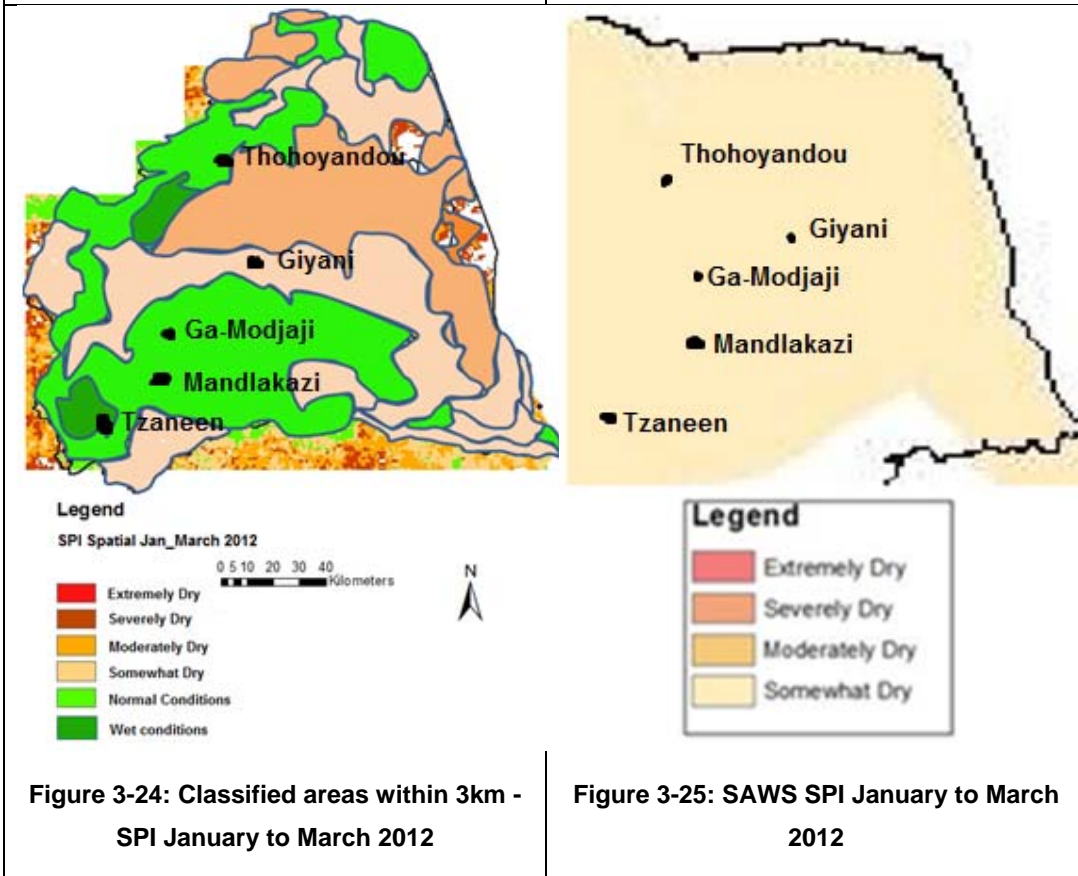 Thohoyandou
Giyani
Ga-Modjaji
Mandlakazi
Tzaneen
Legend
SPI Spatial Jan_March 2012
0 5 10 20 30 40
Kilometers
N
Extremely Dry
Severely Dry
Moderately Dry
Somewhat Dry
Normal Conditions
Wet conditions
Figure 3-24: Classified areas within 3km -
SPI January to March 2012
Thohoyandou
Giyani
Ga-Modjaji
Mandlakazi
Tzaneen
Legend
Extremely Dry
Severely Dry
Moderately Dry
Somewhat Dry
Figure 3-25: SAWS SPI January to March
2012